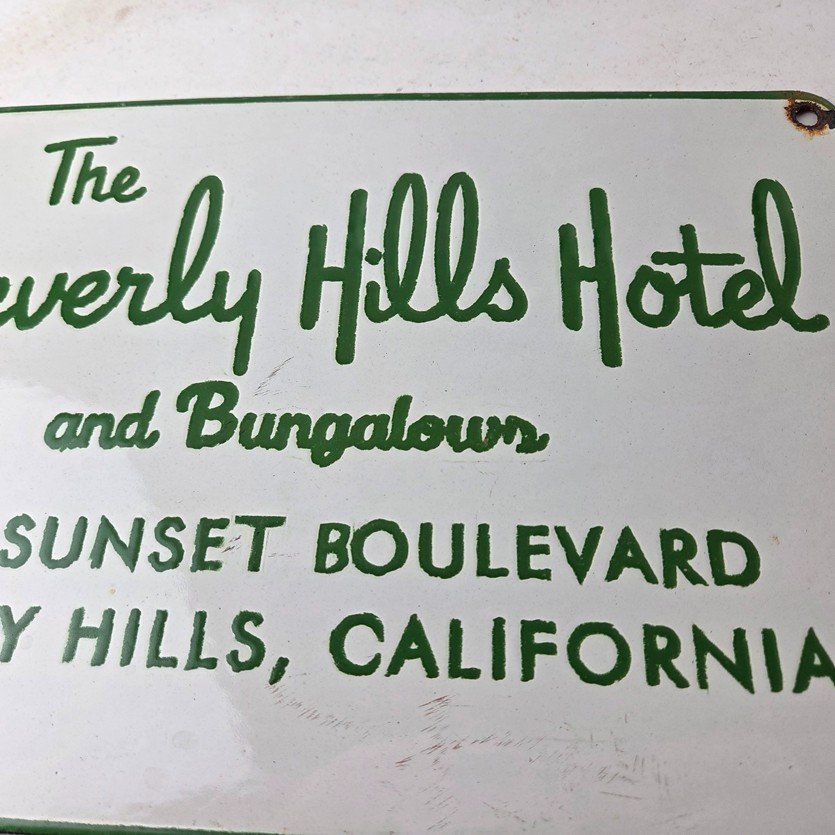 The
everly Hills Hotel
and Bungalows
SUNSET BOULEVARD
Y HILLS, CALIFORNIA